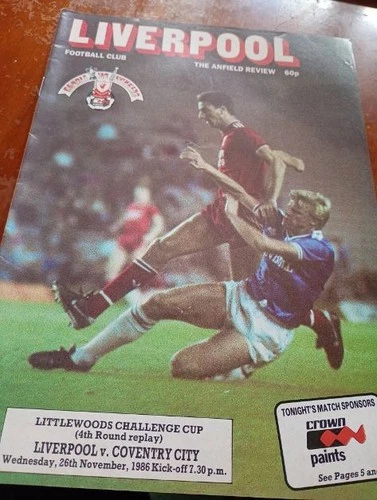 LIVERPOOL
FOOTBALL CLUB
THE ANFIELD REVIEW 60p
LITTLEWOODS CHALLENGE CUP
(4th Round replay)
LIVERPOOL v. COVENTRY CITY
Wednesday, 26th November, 1986 Kick-off 7.30 p.m.
TONIGHT'S MATCH SPONSORS
crown
paints
See Pages 5 an